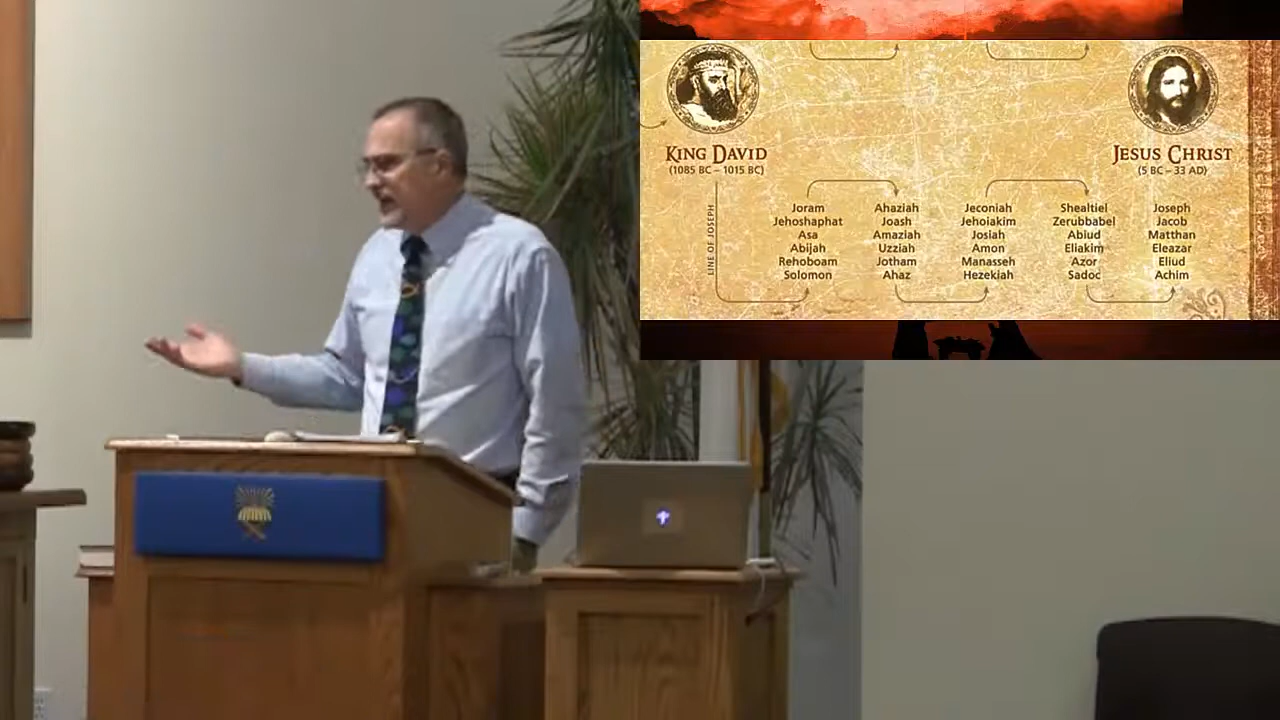 KING DAVID
(1085 BC – 1015 BC)
JESUS CHRIST
(5 BC – 33 AD)
LINE OF JOSEPH
Joram
Jehoshaphat
Asa
Abijah
Rehoboam
Solomon
Ahaziah
Joash
Amaziah
Uzziah
Jotham
Ahaz
Jeconiah
Jehoiakim
Josiah
Amon
Manasseh
Hezekiah
Shealtiel
Zerubbabel
Abiud
Eliakim
Azor
Sadoc
Joseph
Jacob
Matthan
Eleazar
Eliud
Achim